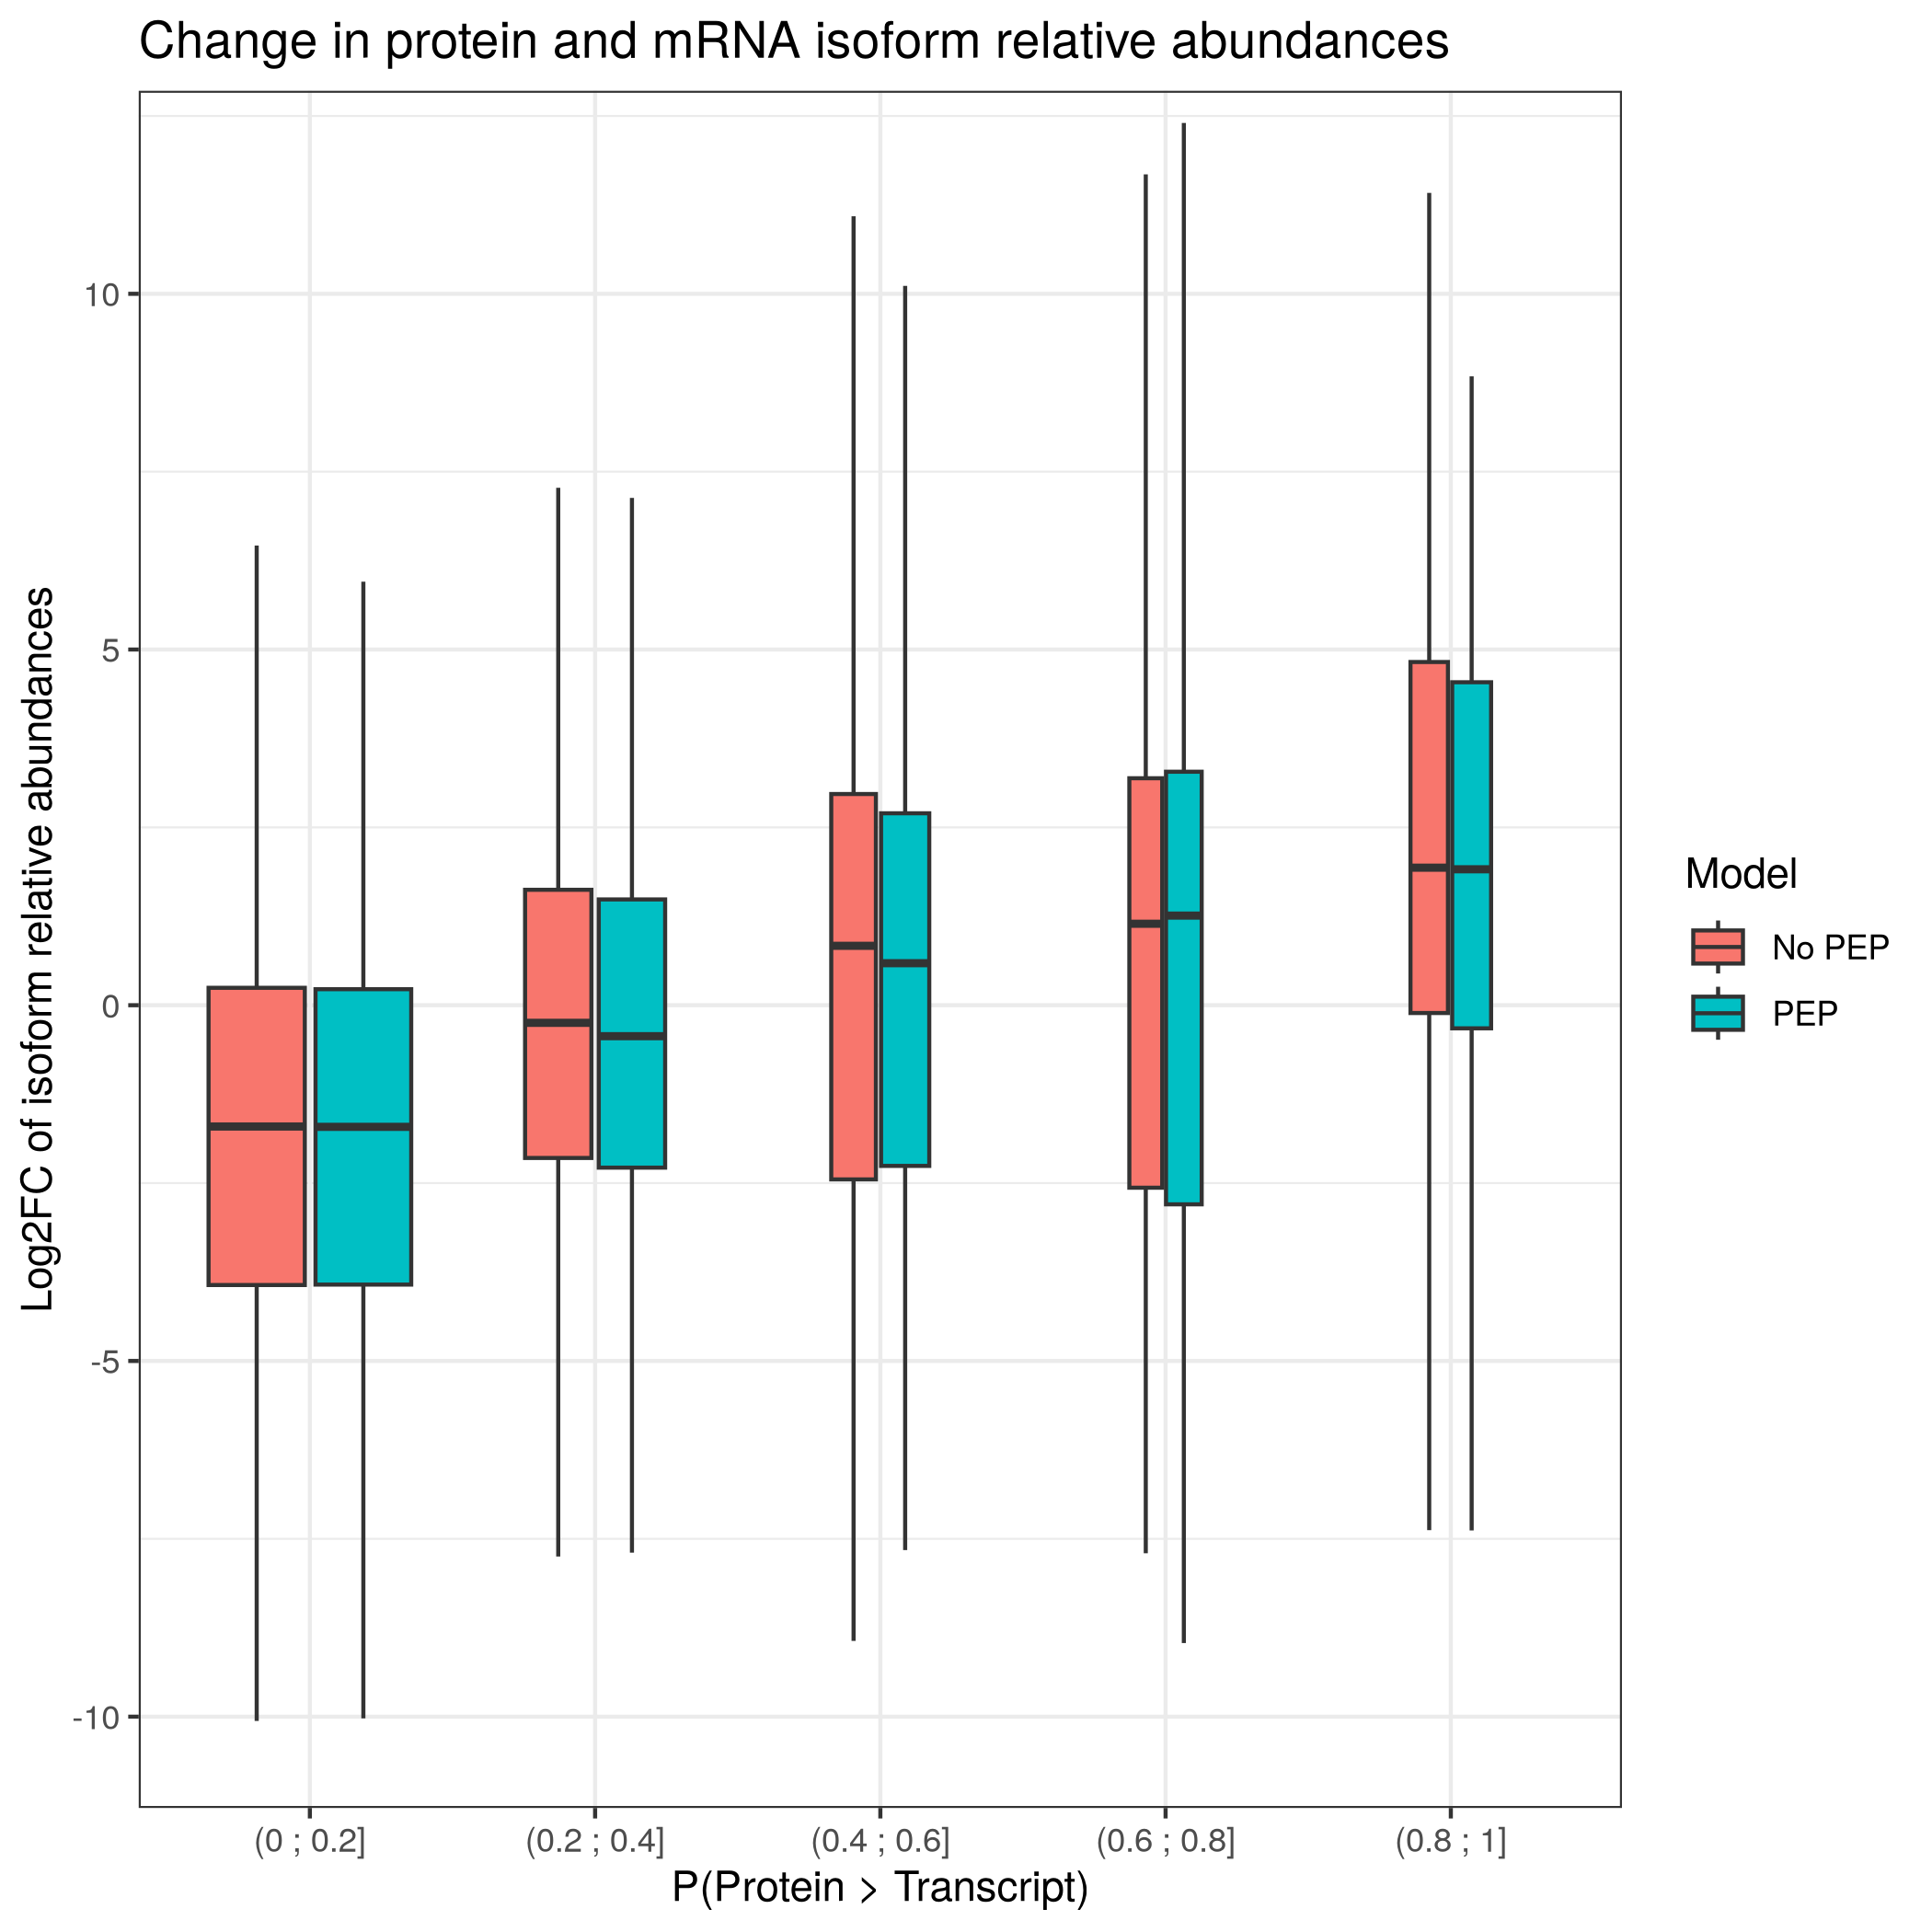 Change in protein and mRNA isoform relative abundances
Log2FC of isoform relative abundances
10
5
0
-5
-10
(0 ; 0.2]
(0.2 ; 0.4]
(0.4 ; 0.6]
(0.6 ; 0.8]
(0.8 ; 1]
P(Protein > Transcript)
Model
No PEP
PEP